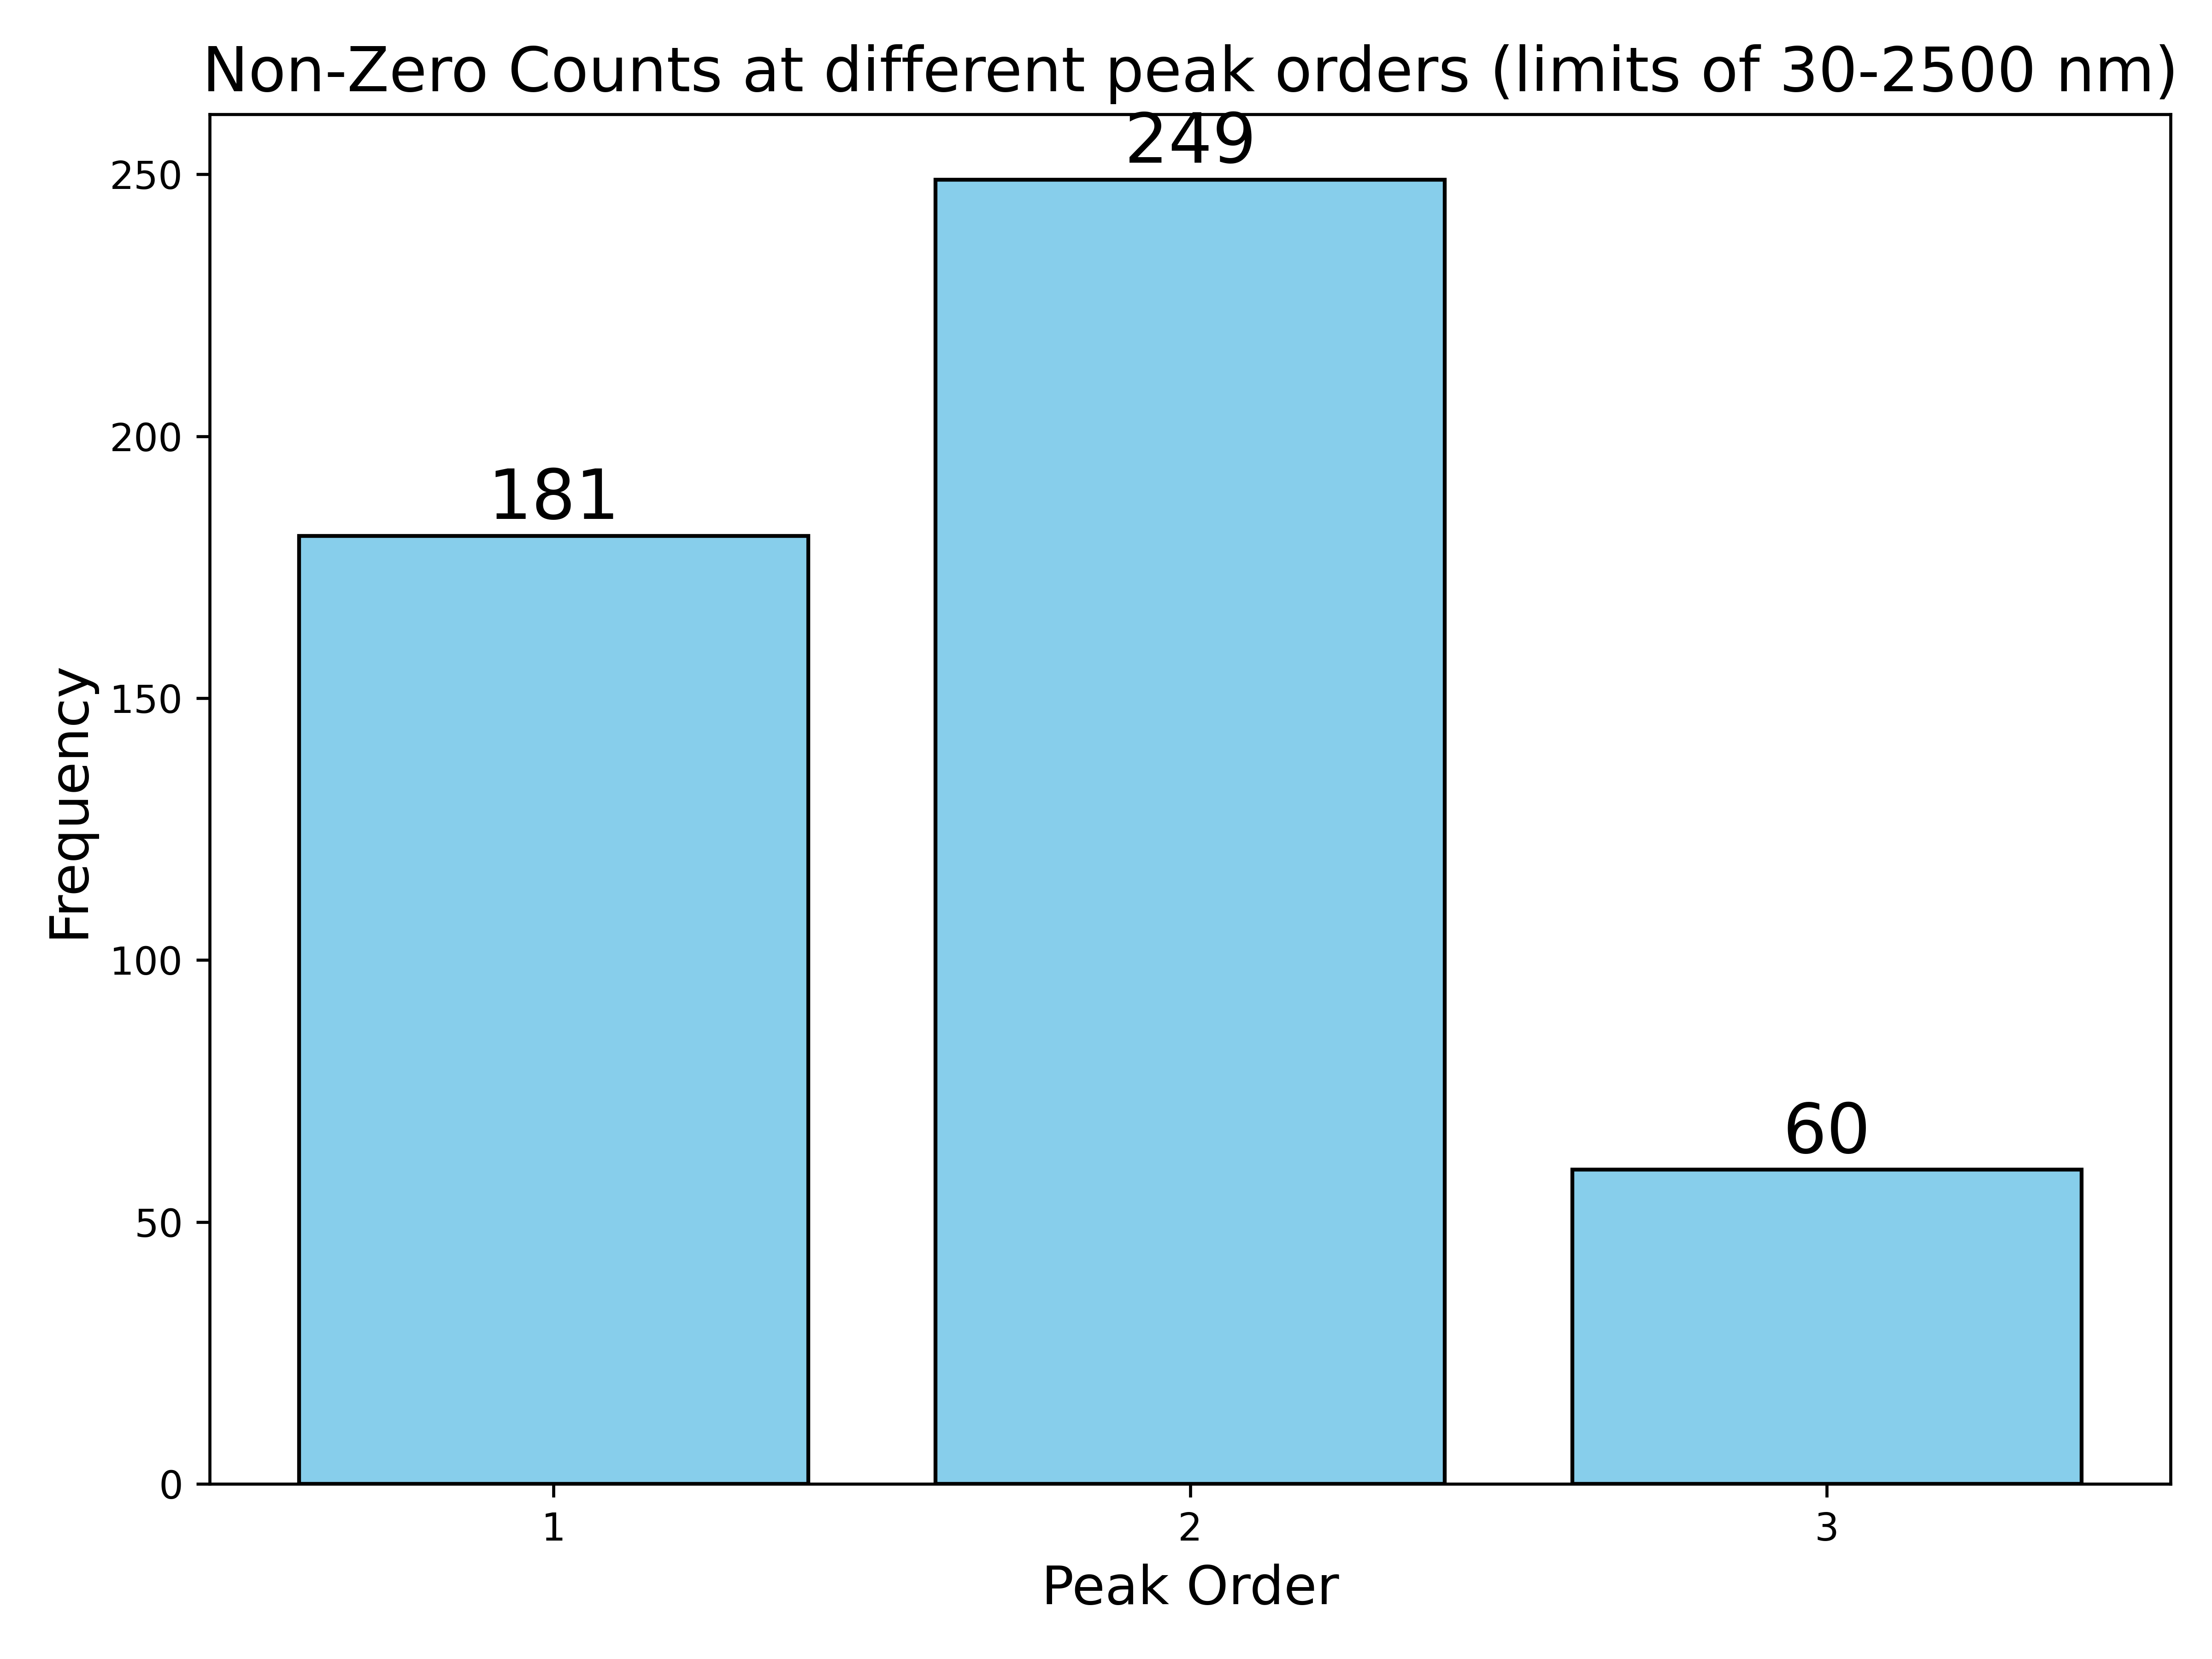 Non-Zero Counts at different peak orders (limits of 30-2500 nm)
249
250
200
181
150
100
60
50
0
Frequency
1 2 3
Peak Order